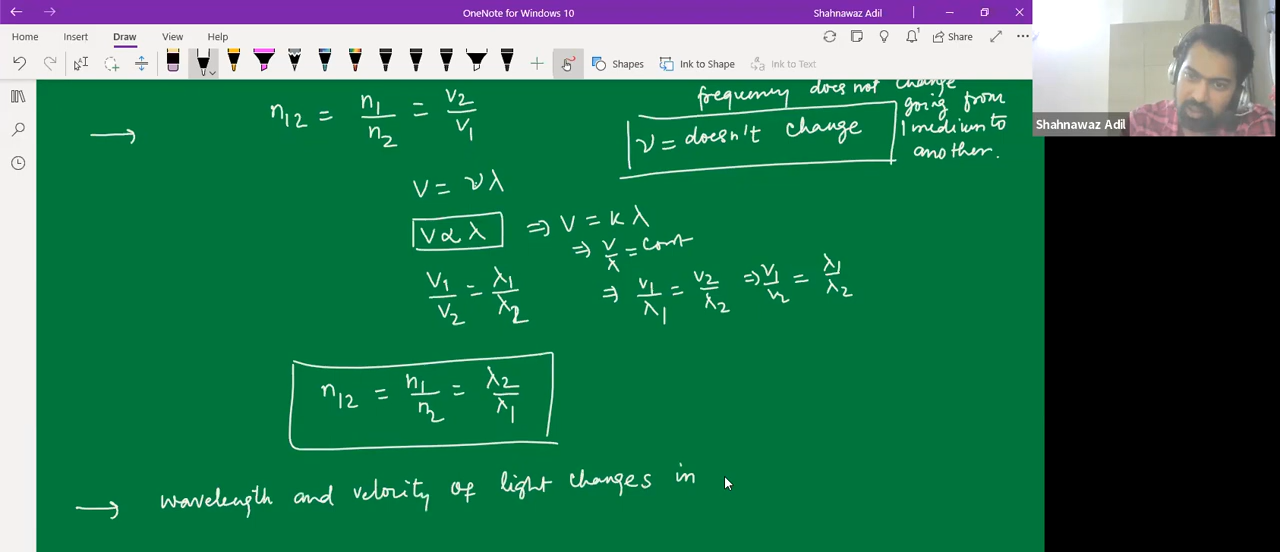 OneNote for Windows 10
Shahnawaz Adil
Home Insert Draw View Help
Share
Shapes Ink to Shape Ink to Text
n₁₂ = n₁/n₂ = v₂/v₁
frequency does not change
going from
1 medium to
another.
ν = doesn't change
Shahnawaz Adil
V = νλ
V ∝ λ ⇒ V = K λ
⇒ V/λ = const
V₁/V₂ = λ₁/λ₂ ⇒ V₁/λ₁ = V₂/λ₂ ⇒ V₁/V₂ = λ₁/λ₂
n₁₂ = n₁/n₂ = λ₂/λ₁
→ wavelength and velocity of light changes in